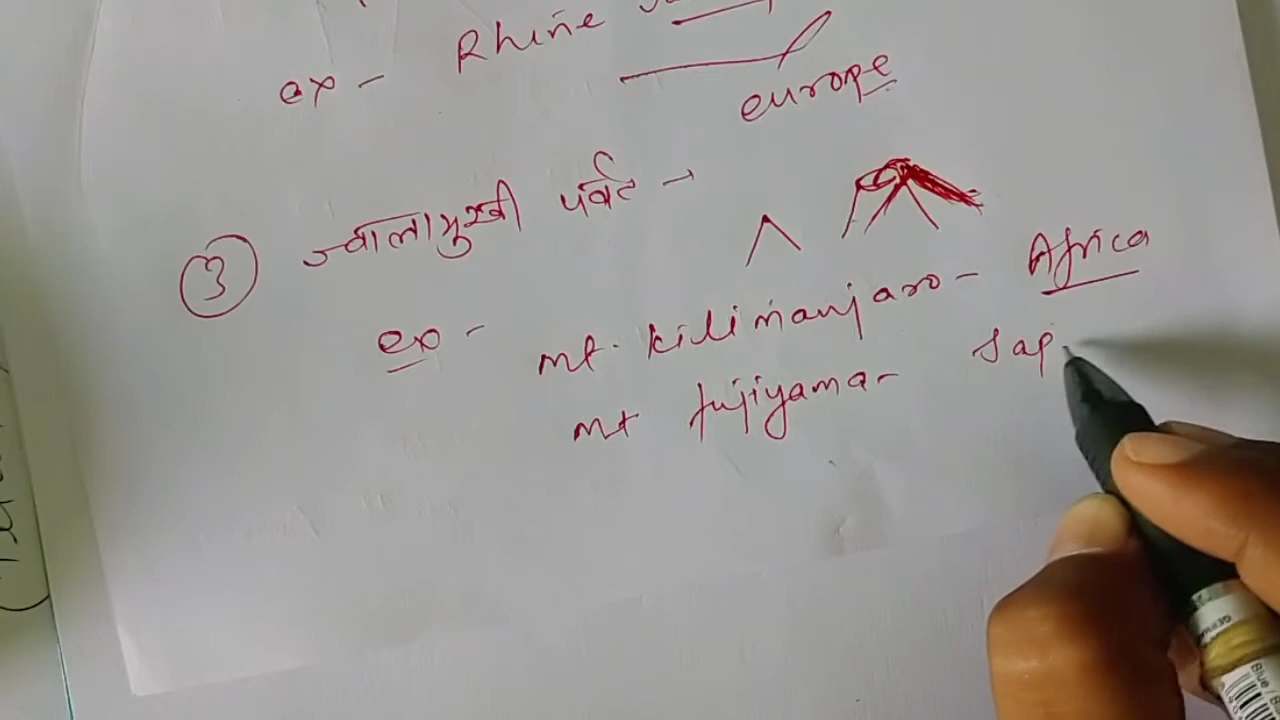 ex - Rhine
europe
③ ज्वालामुखी पर्वत →
ex - mt. kilimanjaro - Africa
mt fujiyama - Jap